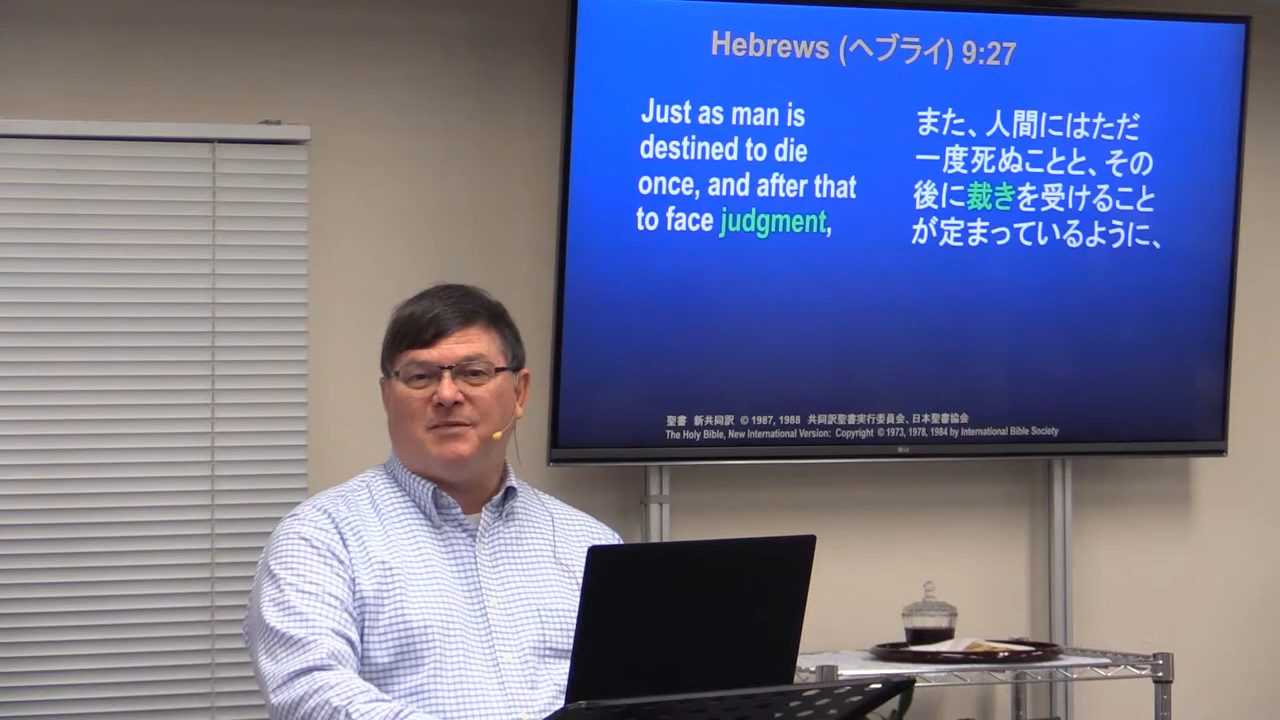 Hebrews (ヘブライ) 9:27
Just as man is
destined to die
once, and after that
to face judgment,
また、人間にはただ
一度死ぬことと、その
後に裁きを受けること
が定まっているように、
聖書 新共同訳 © 1987, 1988 共同訳聖書実行委員会、日本聖書協会
The Holy Bible, New International Version: Copyright © 1973, 1978, 1984 by International Bible Society
LG